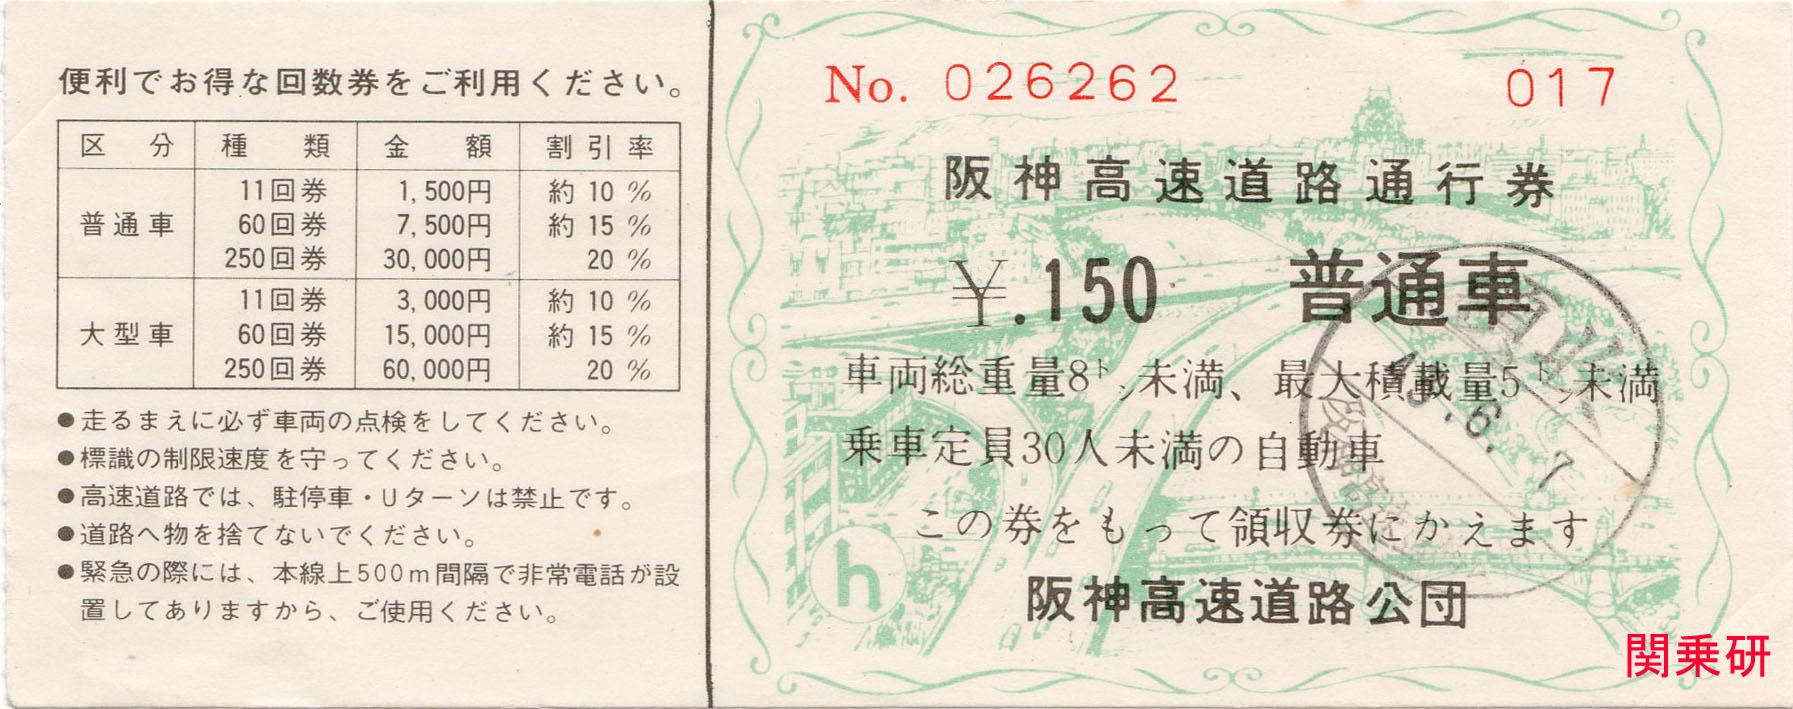 便利でお得な回数券をご利用ください。
区分 種類 金額 割引率
普通車 11回券 1,500円 約10%
60回券 7,500円 約15%
250回券 30,000円 20%
大型車 11回券 3,000円 約10%
60回券 15,000円 約15%
250回券 60,000円 20%
●走るまえに必ず車両の点検をしてください。
●標識の制限速度を守ってください。
●高速道路では、駐停車・Uターンは禁止です。
●道路へ物を捨てないでください。
●緊急の際には、本線上500m間隔で非常電話が設
置してありますから、ご使用ください。
No. 026262 017
阪神高速道路通行券
¥.150 普通車
車両総重量8トン未満、最大積載量5トン未満
乗車定員30人未満の自動車
この券をもって領収券にかえます
阪神高速道路公団
h
関乗研